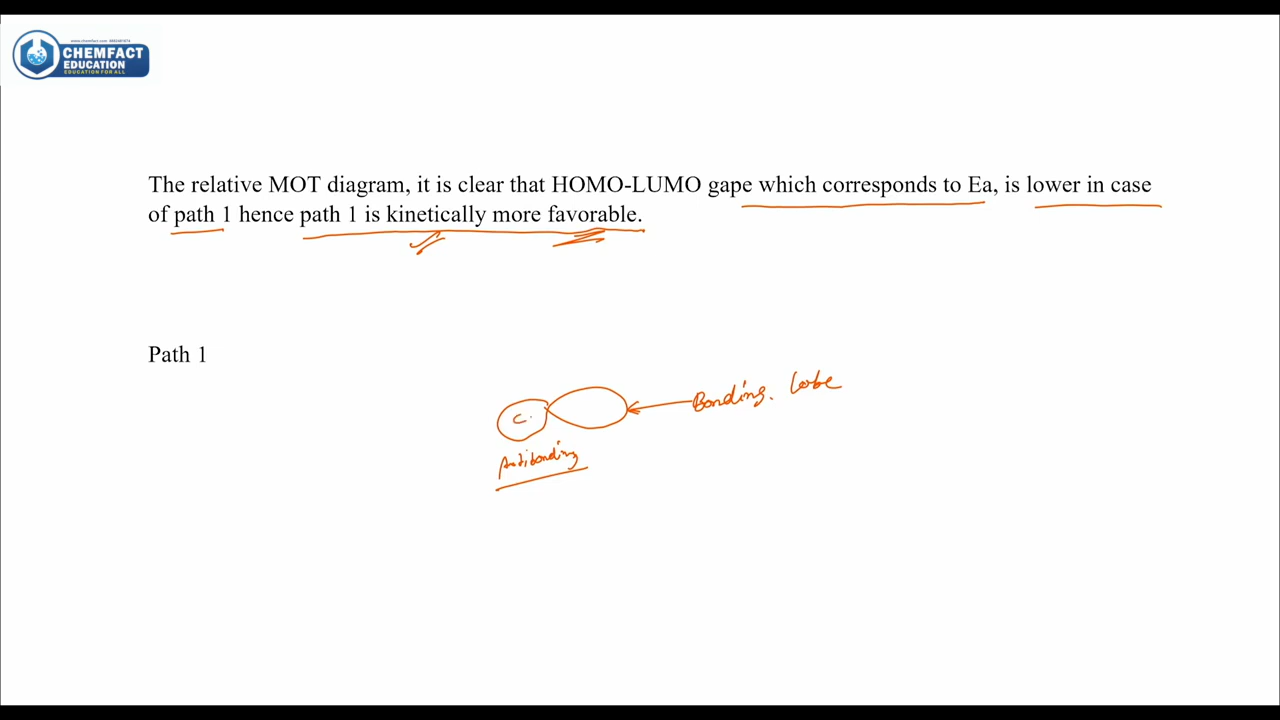 CHEMFACT
EDUCATION
EDUCATION FOR ALL
The relative MOT diagram, it is clear that HOMO-LUMO gape which corresponds to Ea, is lower in case
of path 1 hence path 1 is kinetically more favorable.
Path 1
Bonding. Lobe
C.
Antibonding